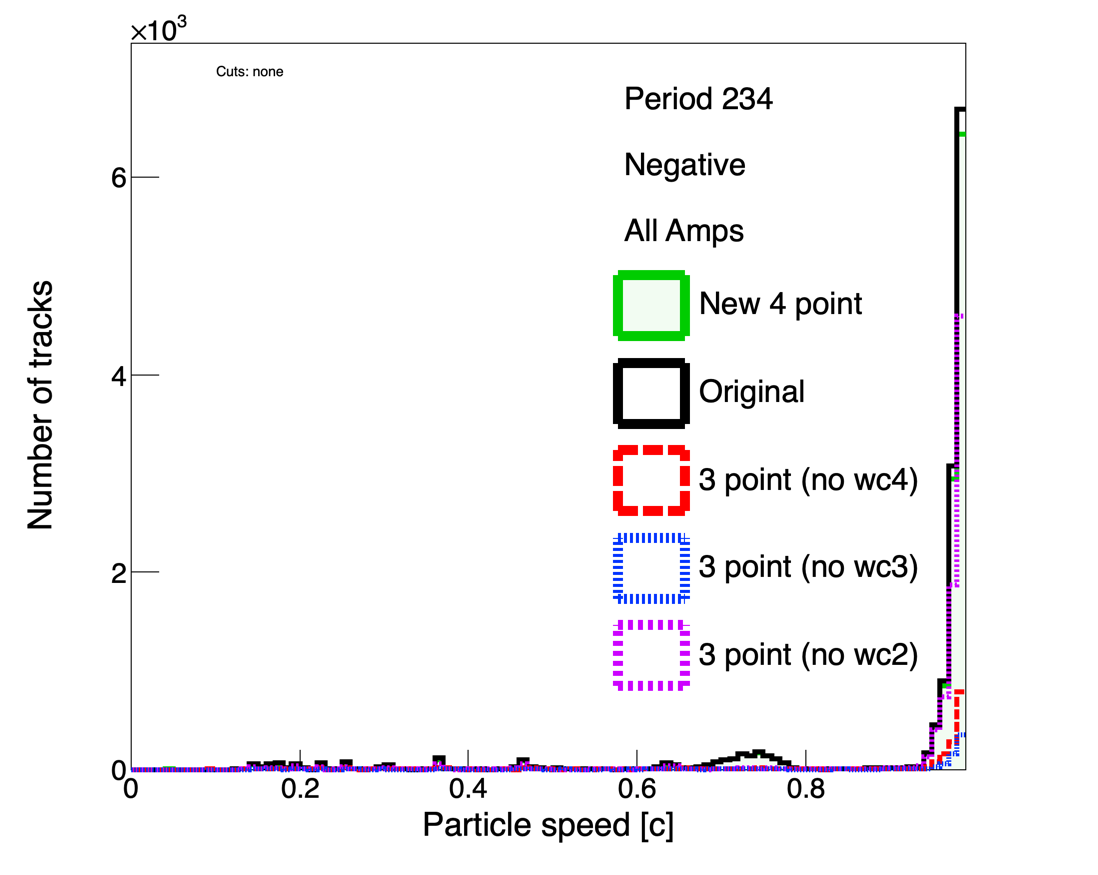 ×10³
Cuts: none
Period 234
Negative
All Amps
New 4 point
Original
3 point (no wc4)
3 point (no wc3)
3 point (no wc2)
Number of tracks
6
4
2
0
0 0.2 0.4 0.6 0.8
Particle speed [c]